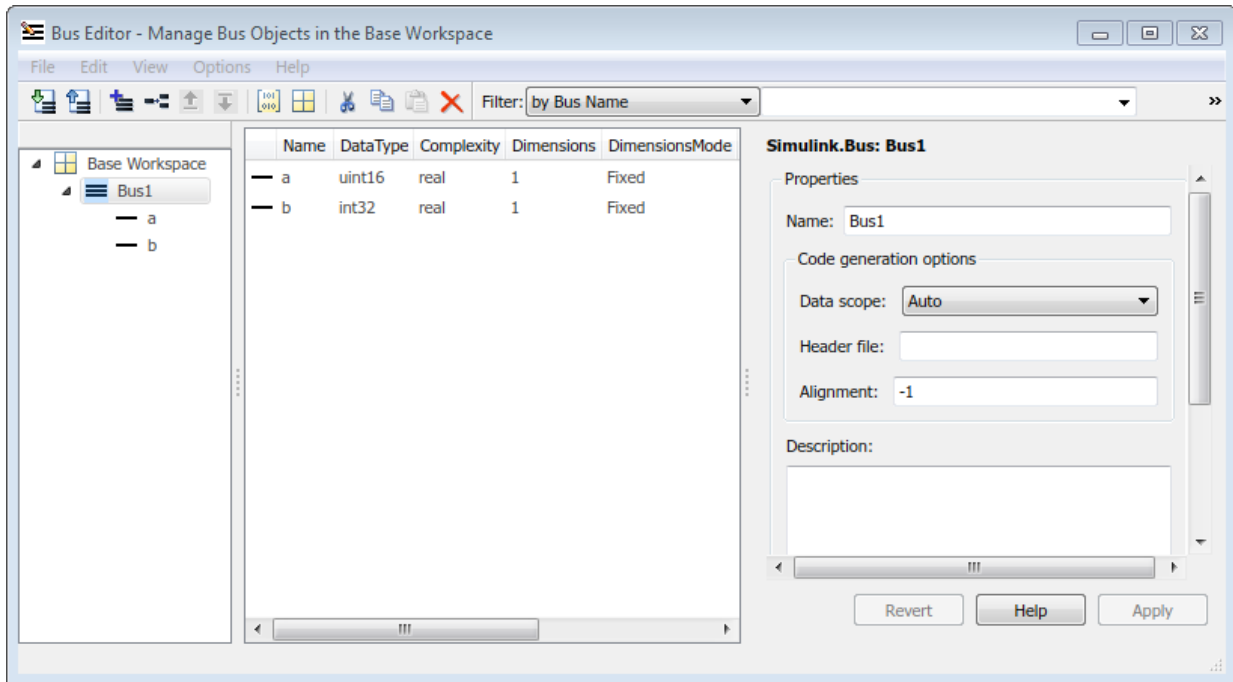 Bus Editor - Manage Bus Objects in the Base Workspace
File Edit View Options Help
Filter: by Bus Name
Base Workspace
Bus1
a
b
Name DataType Complexity Dimensions DimensionsMode
a uint16 real 1 Fixed
b int32 real 1 Fixed
Simulink.Bus: Bus1
Properties
Name: Bus1
Code generation options
Data scope: Auto
Header file:
Alignment: -1
Description:
Revert Help Apply